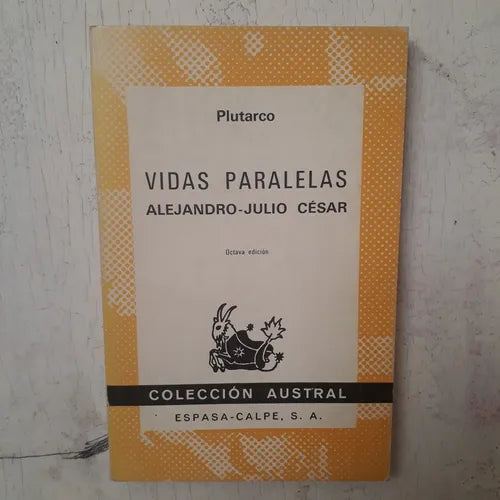 Plutarco
VIDAS PARALELAS
ALEJANDRO-JULIO CÉSAR
Octava edición
COLECCIÓN AUSTRAL
ESPASA-CALPE, S. A.